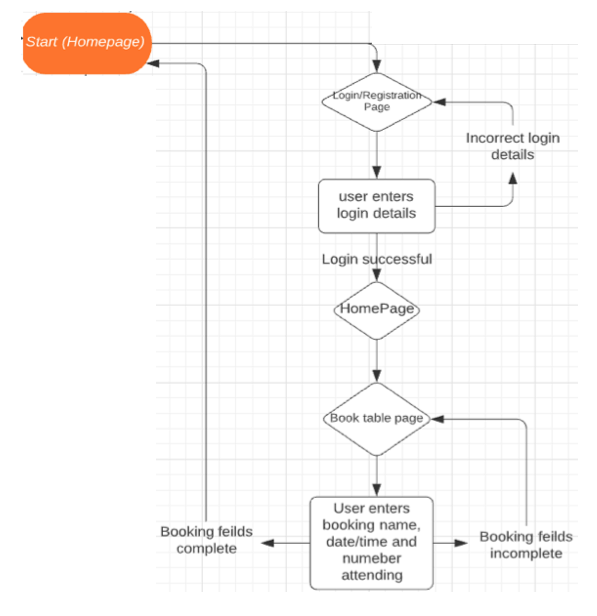 Start (Homepage)
Login/Registration
Page
Incorrect login
details
user enters
login details
Login successful
HomePage
Book table page
User enters
booking name,
date/time and
numeber
attending
Booking feilds
complete
Booking feilds
incomplete